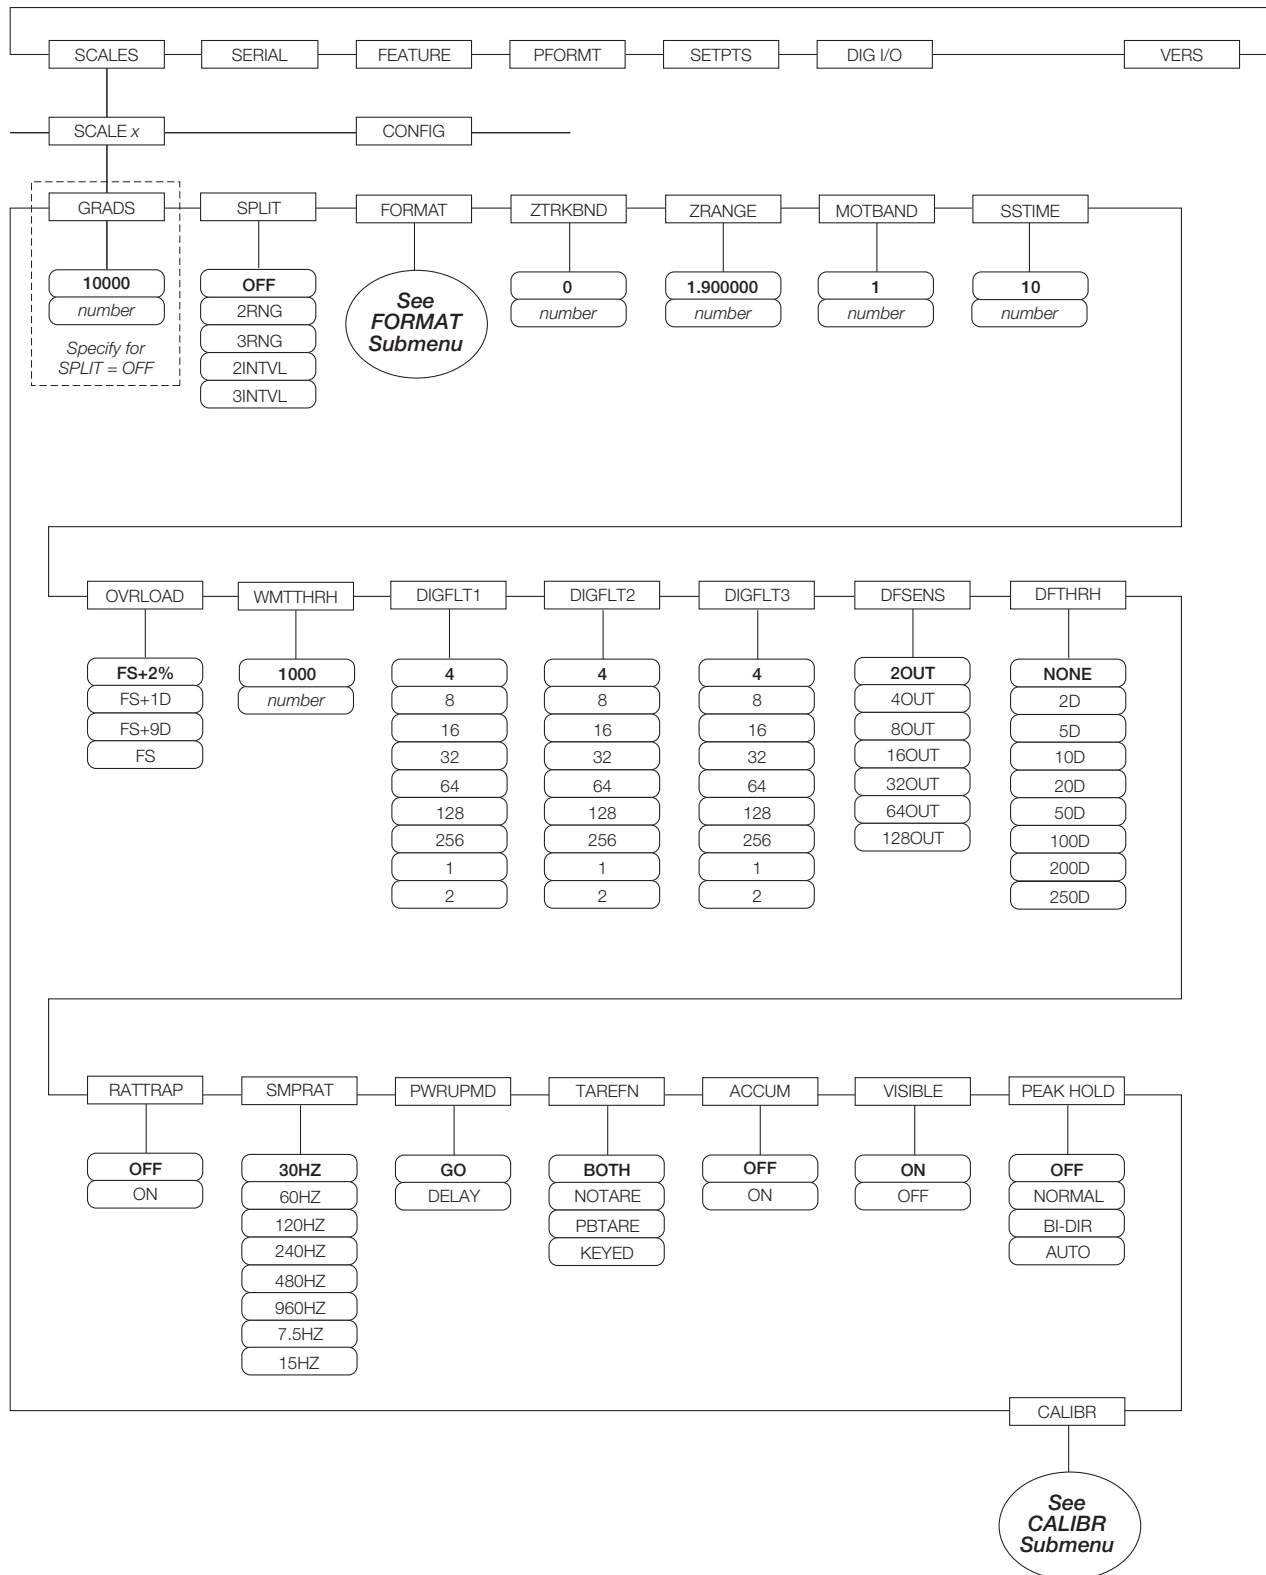 SCALES SERIAL FEATURE PFORMT SETPTS DIG I/O VERS
SCALE x CONFIG
GRADS SPLIT FORMAT ZTRKBND ZRANGE MOTBAND SSTIME
10000
number
Specify for
SPLIT = OFF
OFF
2RNG
3RNG
2INTVL
3INTVL
See
FORMAT
Submenu
0
number
1.900000
number
1
number
10
number
OVRLOAD WMTTHRH DIGFLT1 DIGFLT2 DIGFLT3 DFSENS DFTHRH
FS+2%
FS+1D
FS+9D
FS
1000
number
4
8
16
32
64
128
256
1
2
4
8
16
32
64
128
256
1
2
4
8
16
32
64
128
256
1
2
2OUT
4OUT
8OUT
16OUT
32OUT
64OUT
128OUT
NONE
2D
5D
10D
20D
50D
100D
200D
250D
RATTRAP SMPRAT PWRUPMD TAREFN ACCUM VISIBLE PEAK HOLD
OFF
ON
30HZ
60HZ
120HZ
240HZ
480HZ
960HZ
7.5HZ
15HZ
GO
DELAY
BOTH
NOTARE
PBTARE
KEYED
OFF
ON
ON
OFF
OFF
NORMAL
BI-DIR
AUTO
CALIBR
See
CALIBR
Submenu